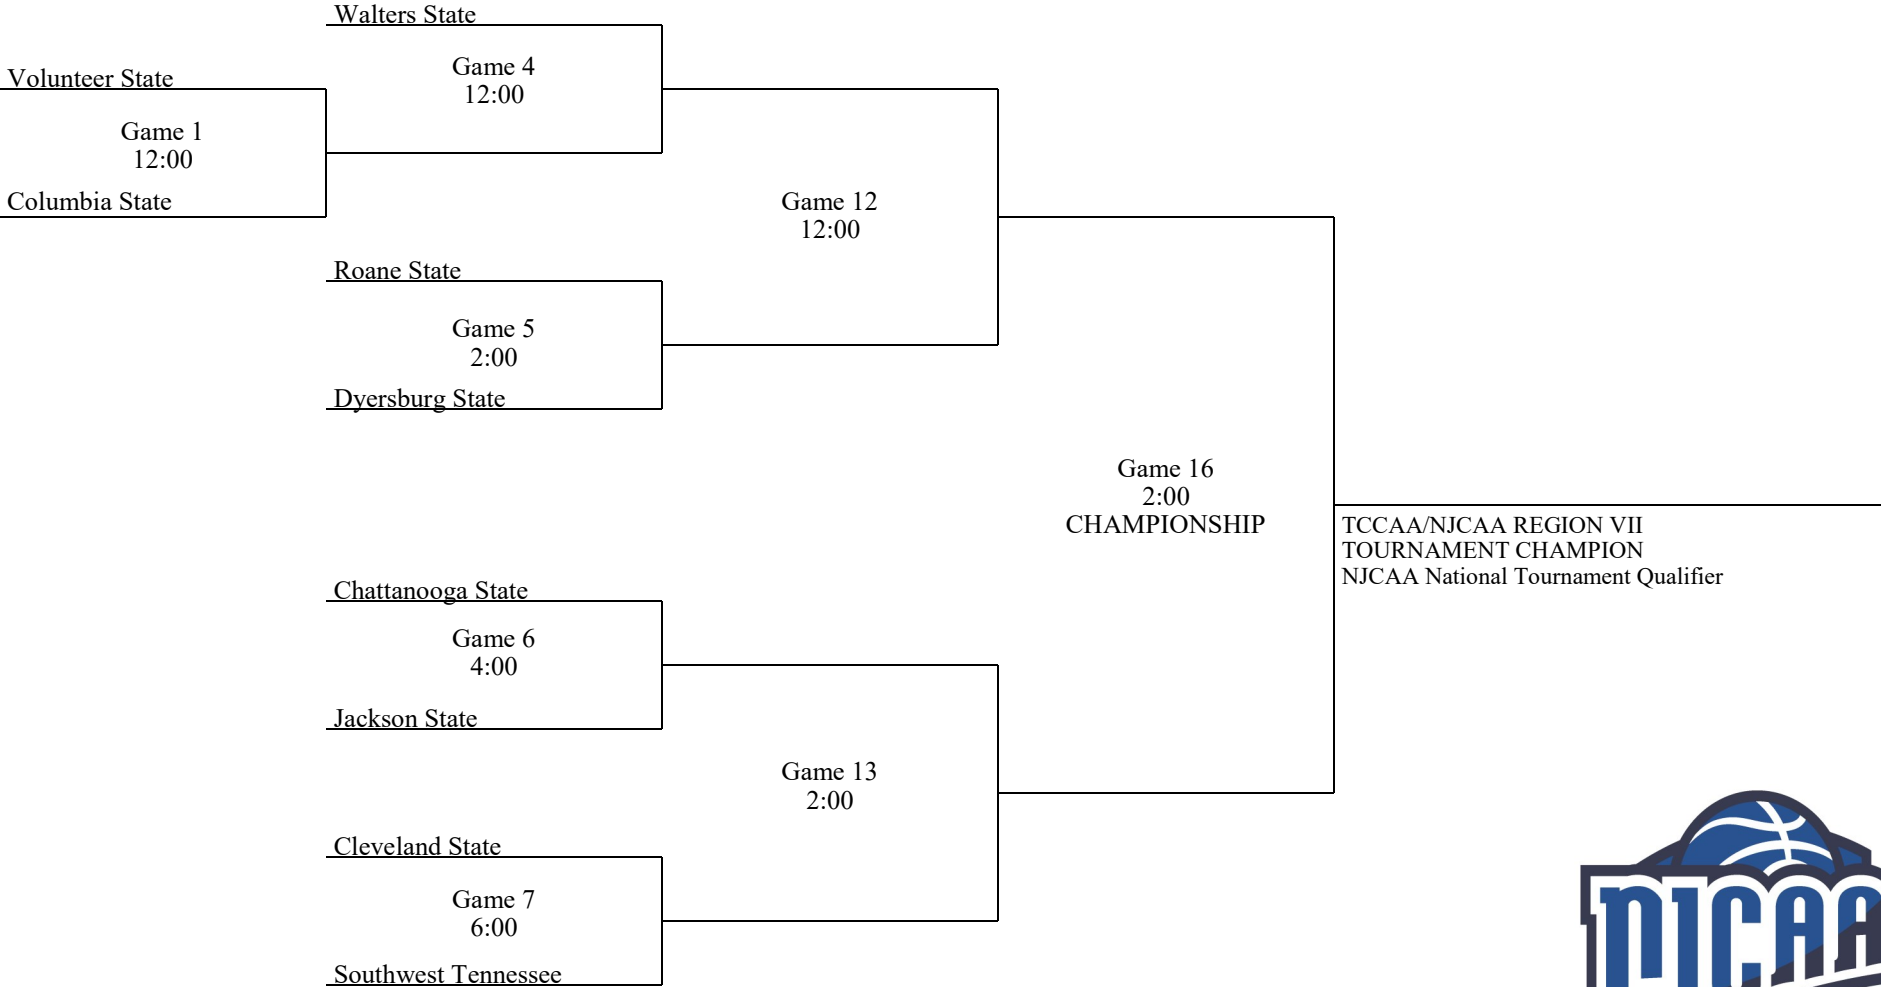 Walters State
Game 4
12:00
Volunteer State
Game 1
12:00
Columbia State
Game 12
12:00
Roane State
Game 5
2:00
Dyersburg State
Game 16
2:00
CHAMPIONSHIP
TCCAA/NJCAA REGION VII
TOURNAMENT CHAMPION
NJCAA National Tournament Qualifier
Chattanooga State
Game 6
4:00
Jackson State
Game 13
2:00
Cleveland State
Game 7
6:00
Southwest Tennessee
NJCAA